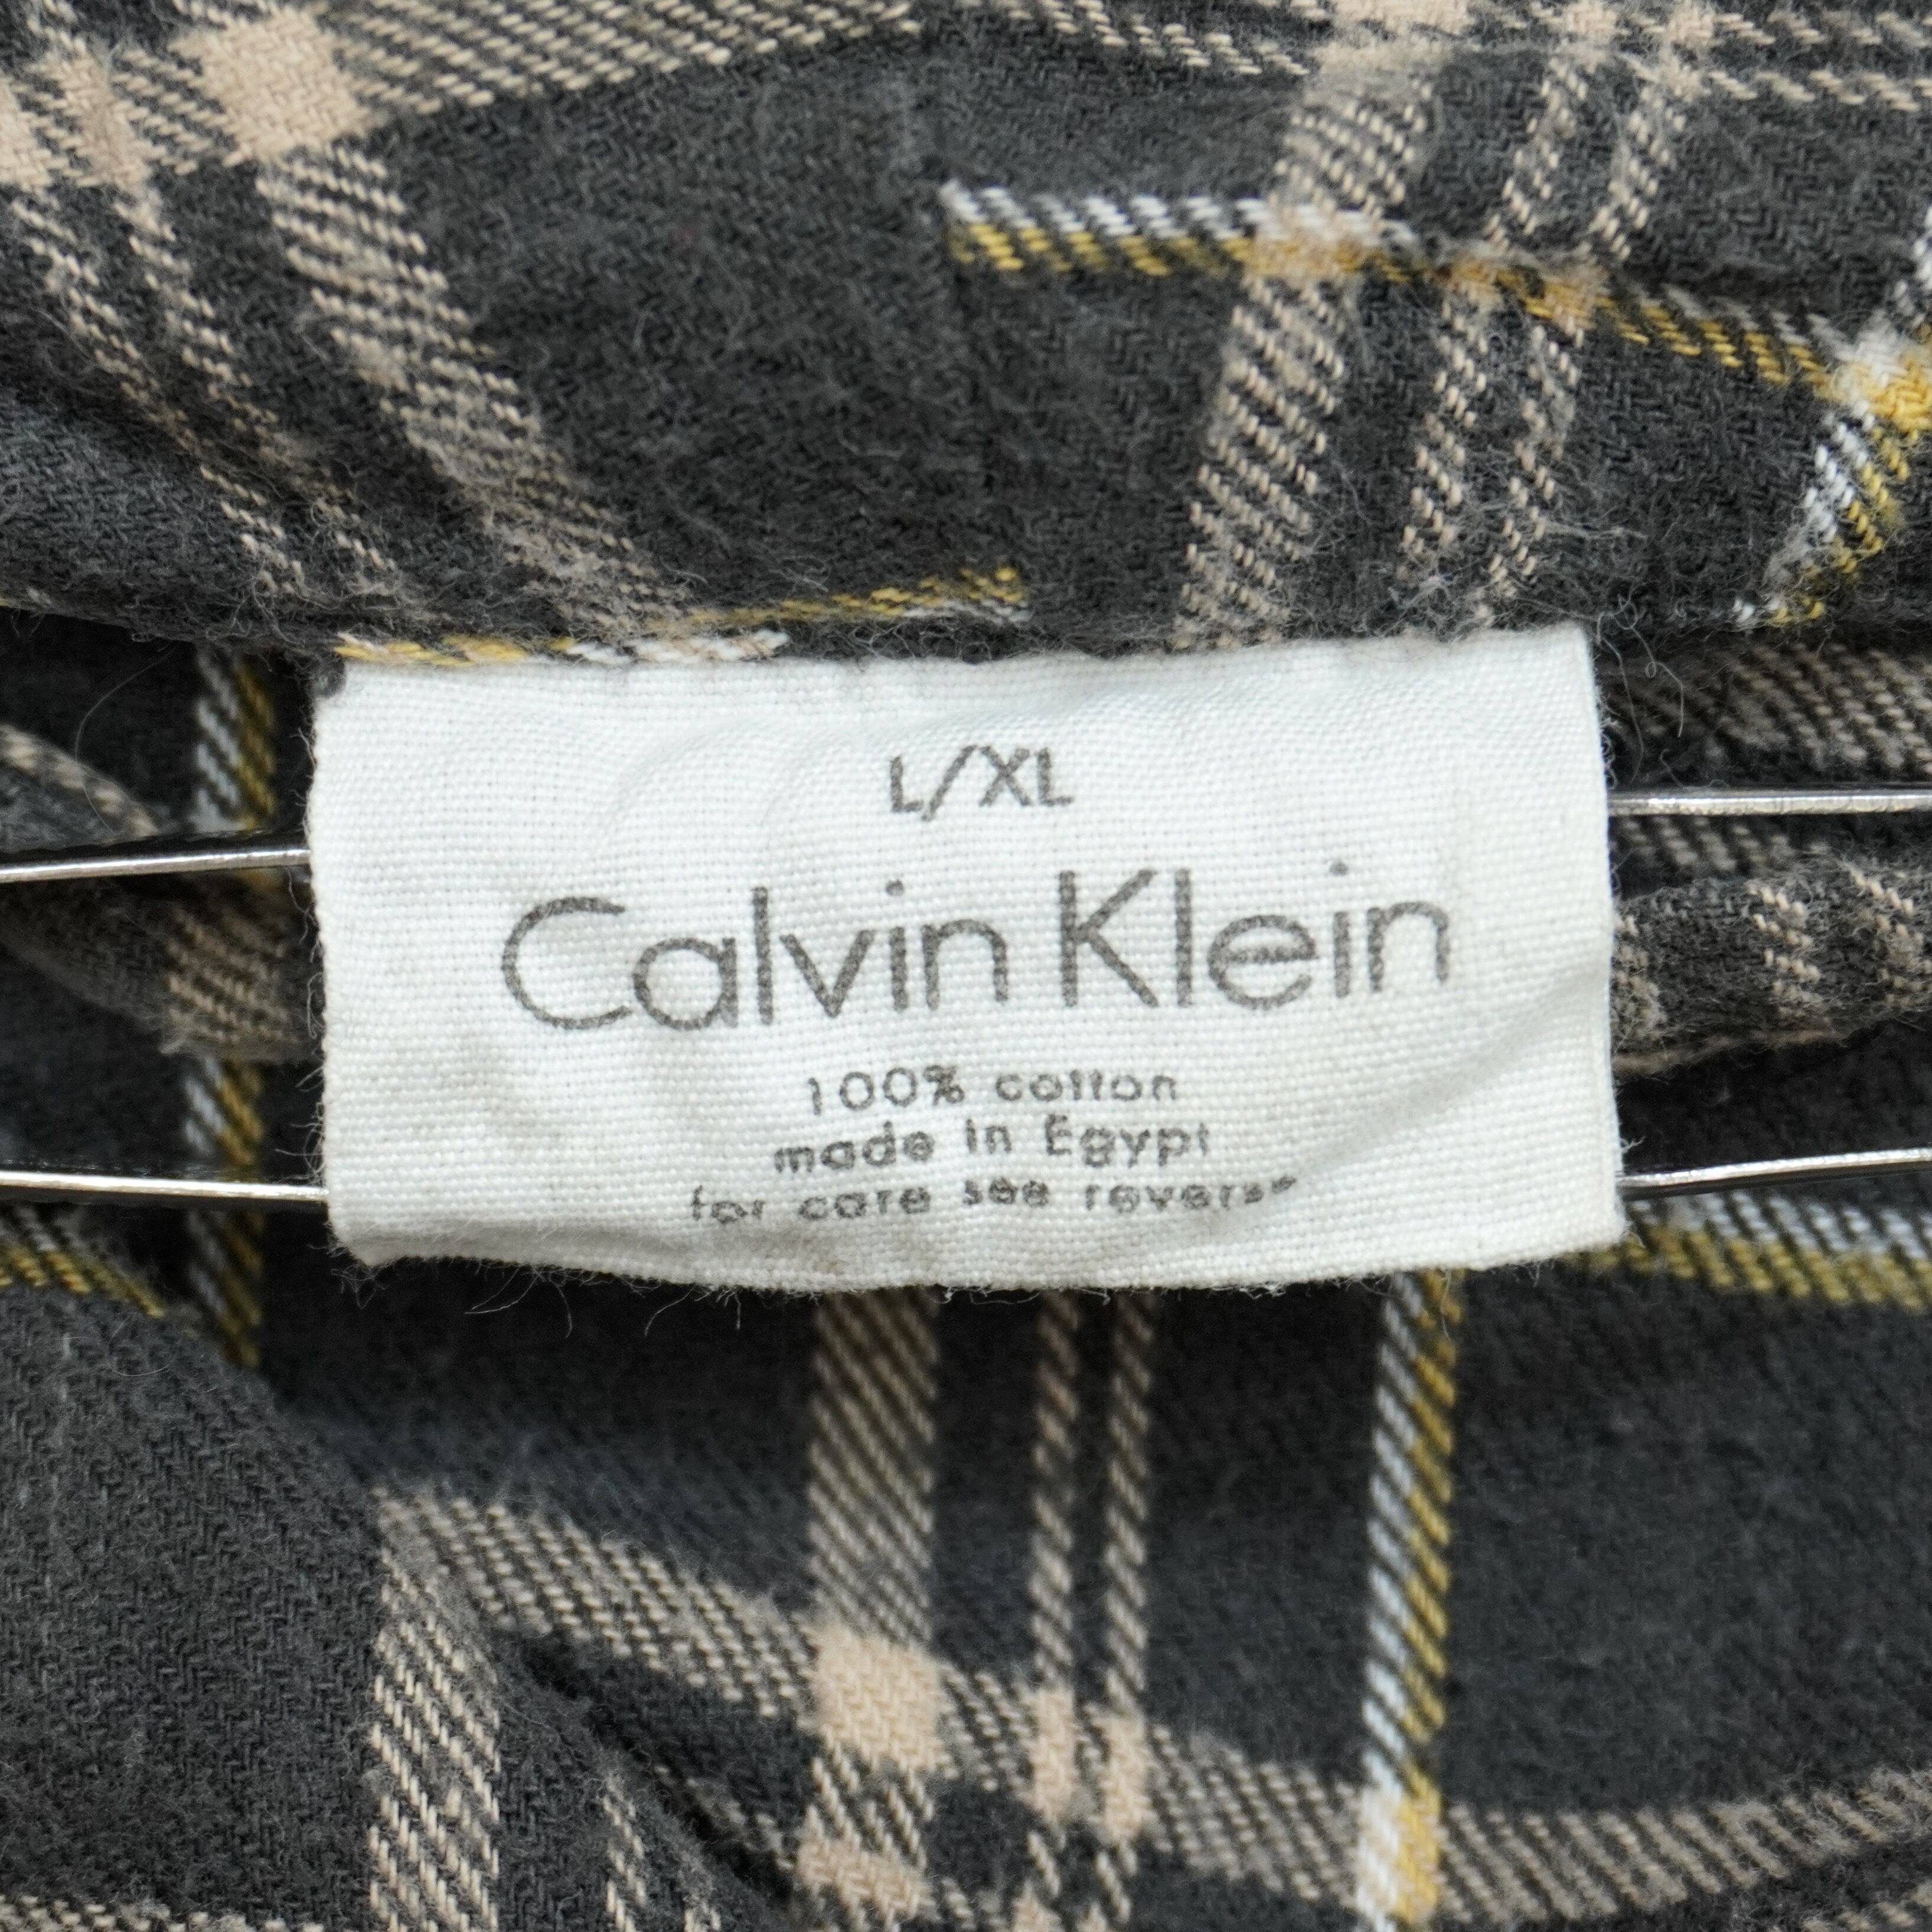 L/XL
Calvin Klein
100% cotton
made in Egypt
for care see reverse